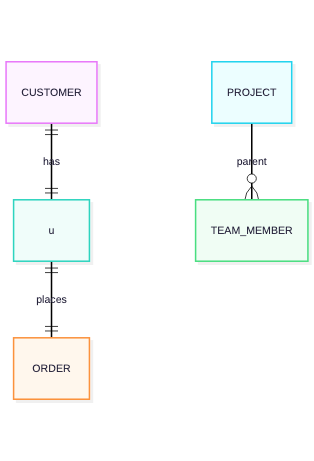 CUSTOMER
PROJECT
has
parent
u
TEAM_MEMBER
places
ORDER